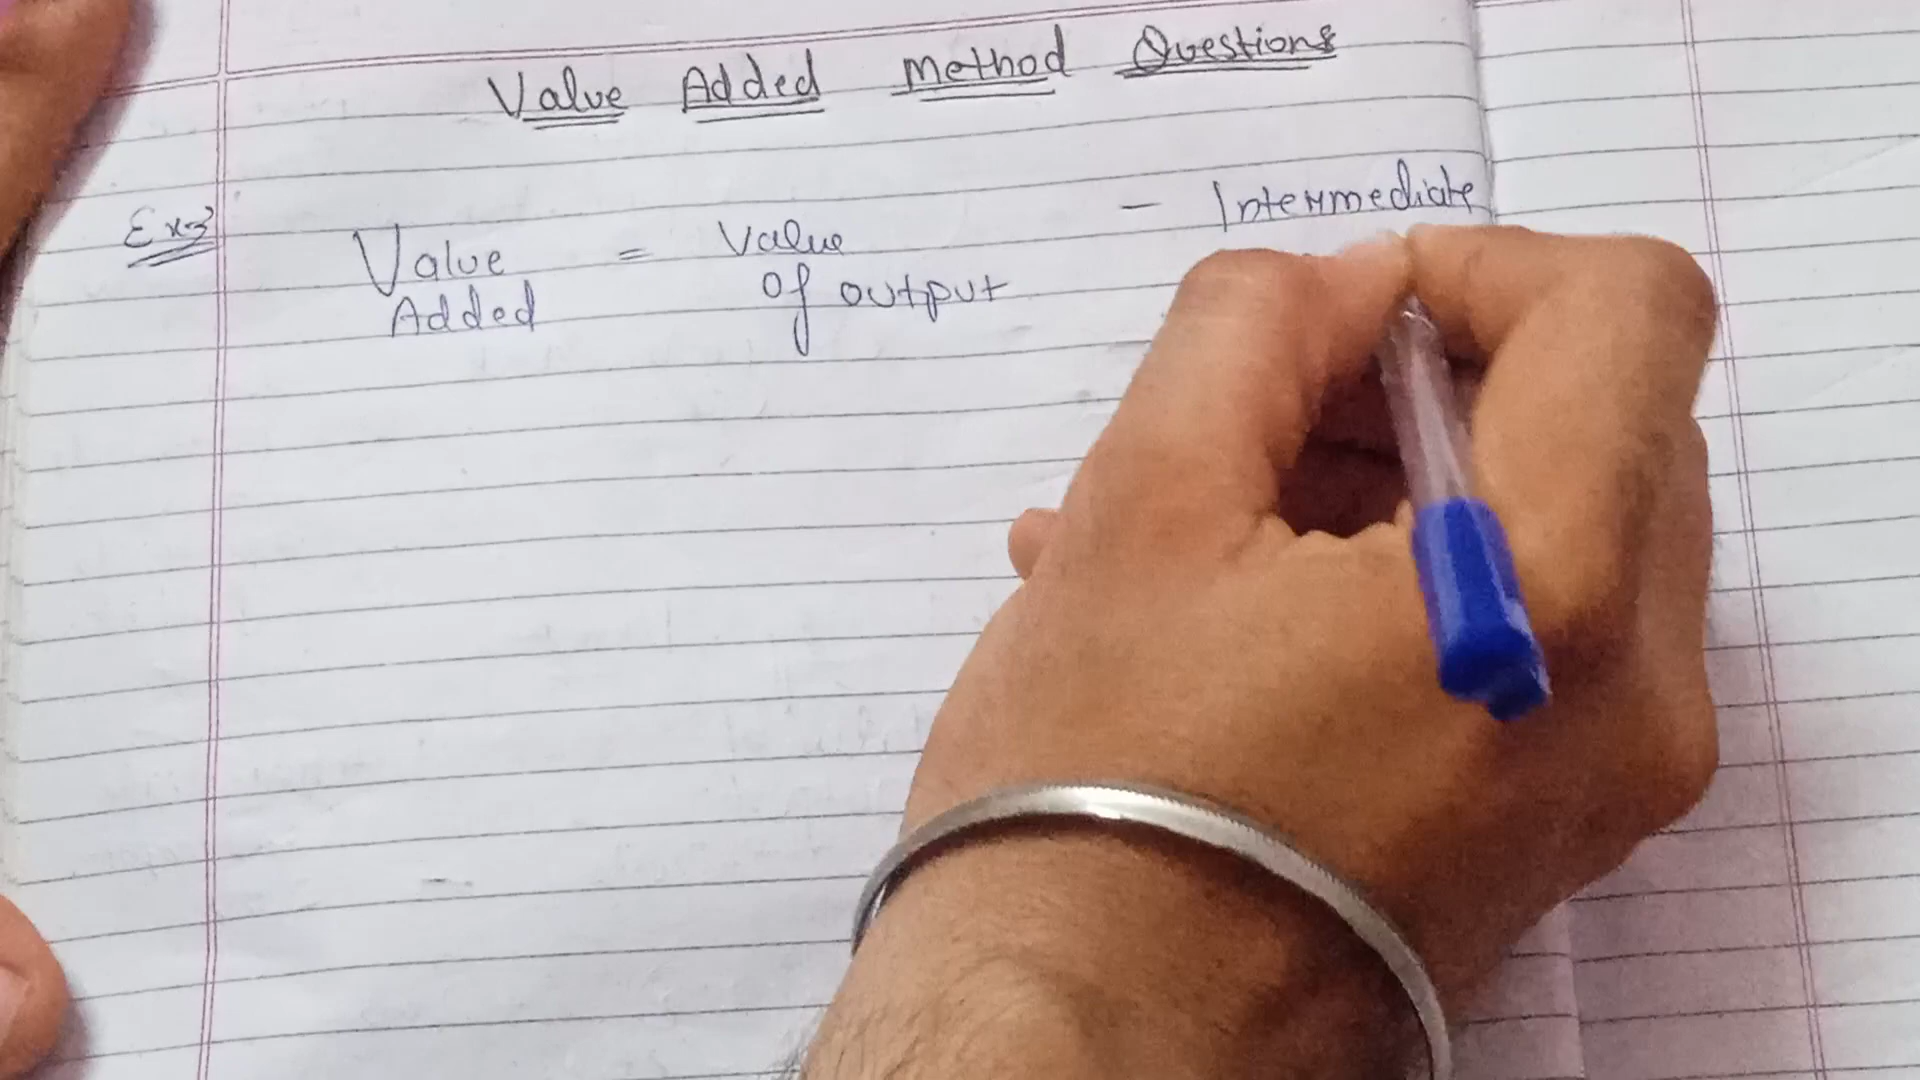 Value Added Method Questions
Ex→ Value = Value - Intermediate
Added of output